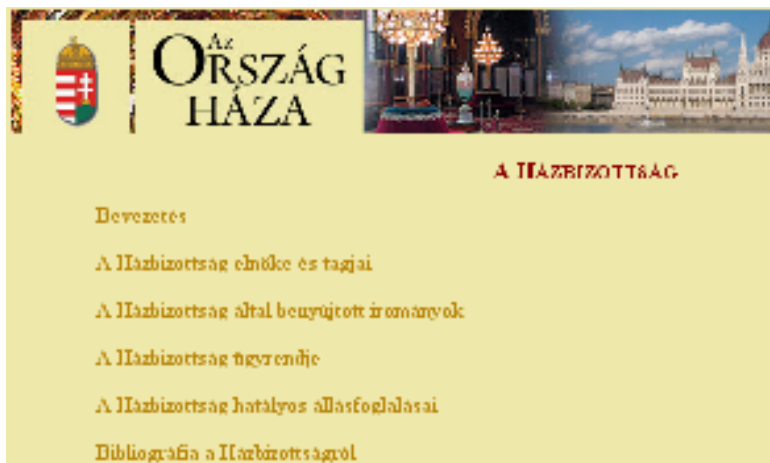 Az
ORSZÁG
HÁZA
A HÁZBIZOTTSÁG
Bevezetés
A Házbizottság elnöke és tagjai
A Házbizottság által benyújtott irományok
A Házbizottság ügyrendje
A Házbizottság hatályos állásfoglalásai
Bibliográfia a Házbizottságról